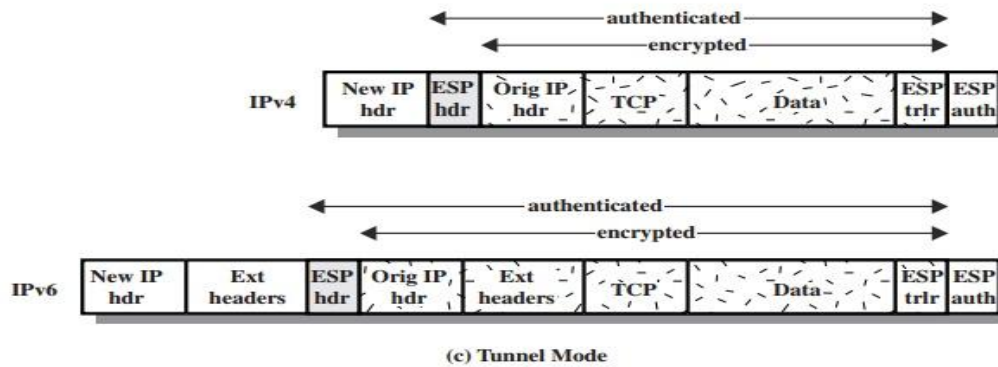 authenticated
encrypted
IPv4
New IP hdr
ESP hdr
Orig IP hdr
TCP
Data
ESP trlr
ESP auth
authenticated
encrypted
IPv6
New IP hdr
Ext headers
ESP hdr
Orig IP hdr
Ext headers
TCP
Data
ESP trlr
ESP auth
(c) Tunnel Mode